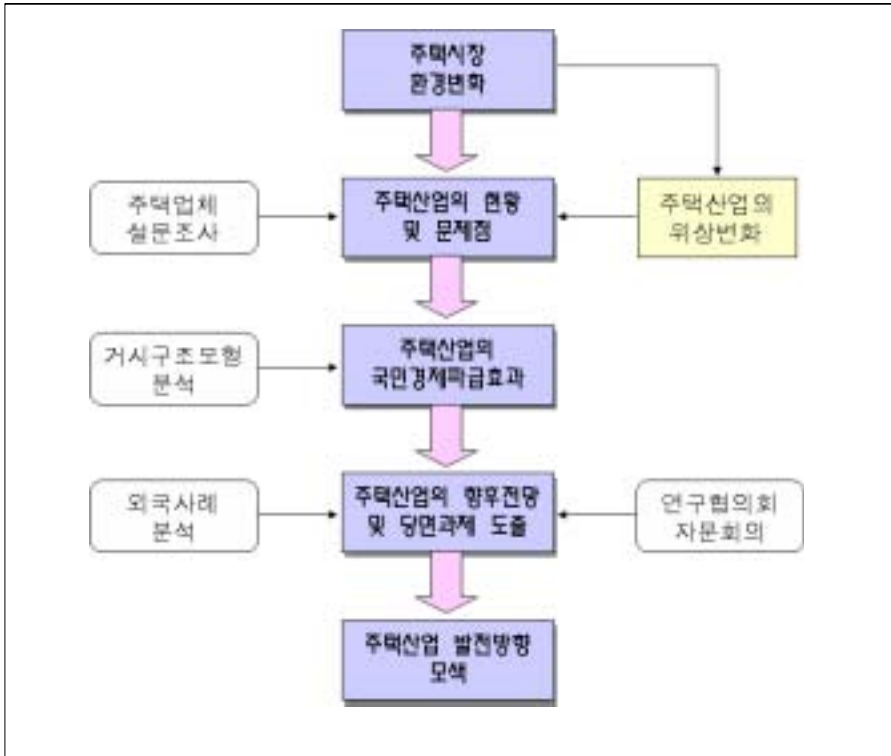 주택시장
환경변화
주택업체
설문조사
주택산업의 현황
및 문제점
주택산업의
위상변화
거시구조모형
분석
주택산업의
국민경제파급효과
외국사례
분석
주택산업의 향후전망
및 당면과제 도출
연구협의회
자문회의
주택산업 발전방향
모색